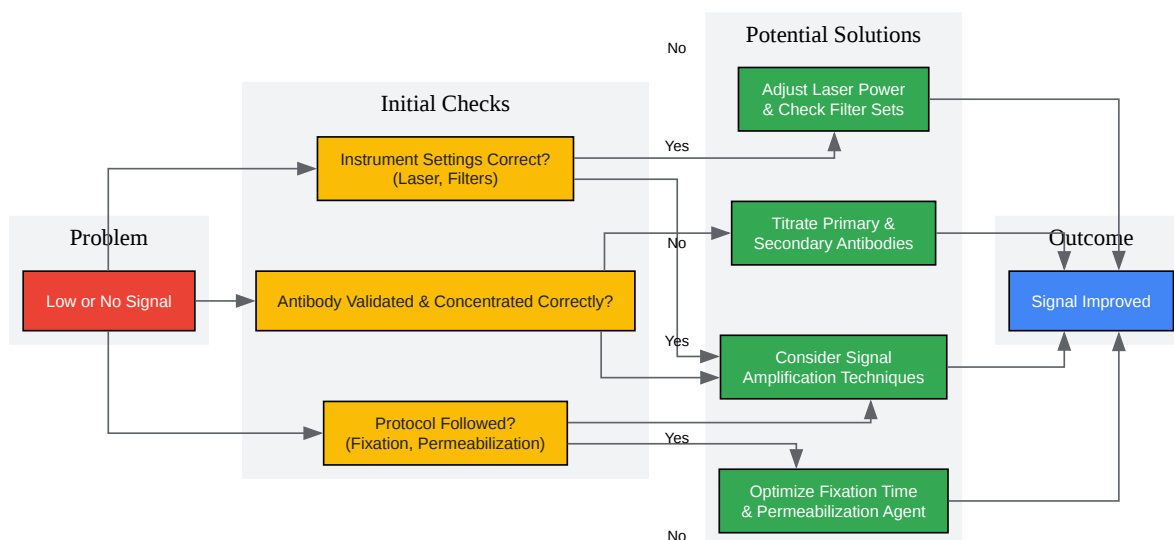 Problem
Low or No Signal
Initial Checks
Instrument Settings Correct?
(Laser, Filters)
Antibody Validated & Concentrated Correctly?
Protocol Followed?
(Fixation, Permeabilization)
No
Yes
No
Yes
Yes
No
Potential Solutions
Adjust Laser Power
& Check Filter Sets
Titrate Primary &
Secondary Antibodies
Consider Signal
Amplification Techniques
Optimize Fixation Time
& Permeabilization Agent
Outcome
Signal Improved